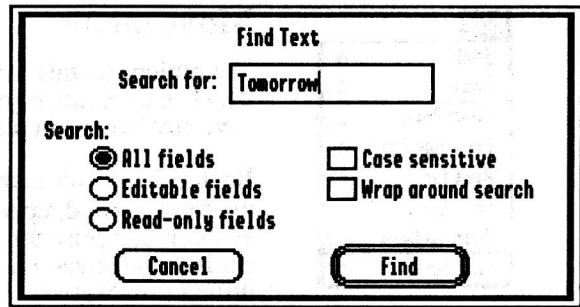 Find Text
Search for: Tomorrow
Search:
All fields
Case sensitive
Editable fields
Wrap around search
Read-only fields
Cancel
Find